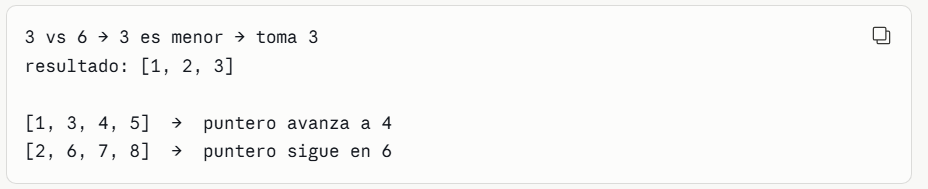 3 vs 6 → 3 es menor → toma 3
resultado: [1, 2, 3]
[1, 3, 4, 5]  →  puntero avanza a 4
[2, 6, 7, 8]  →  puntero sigue en 6